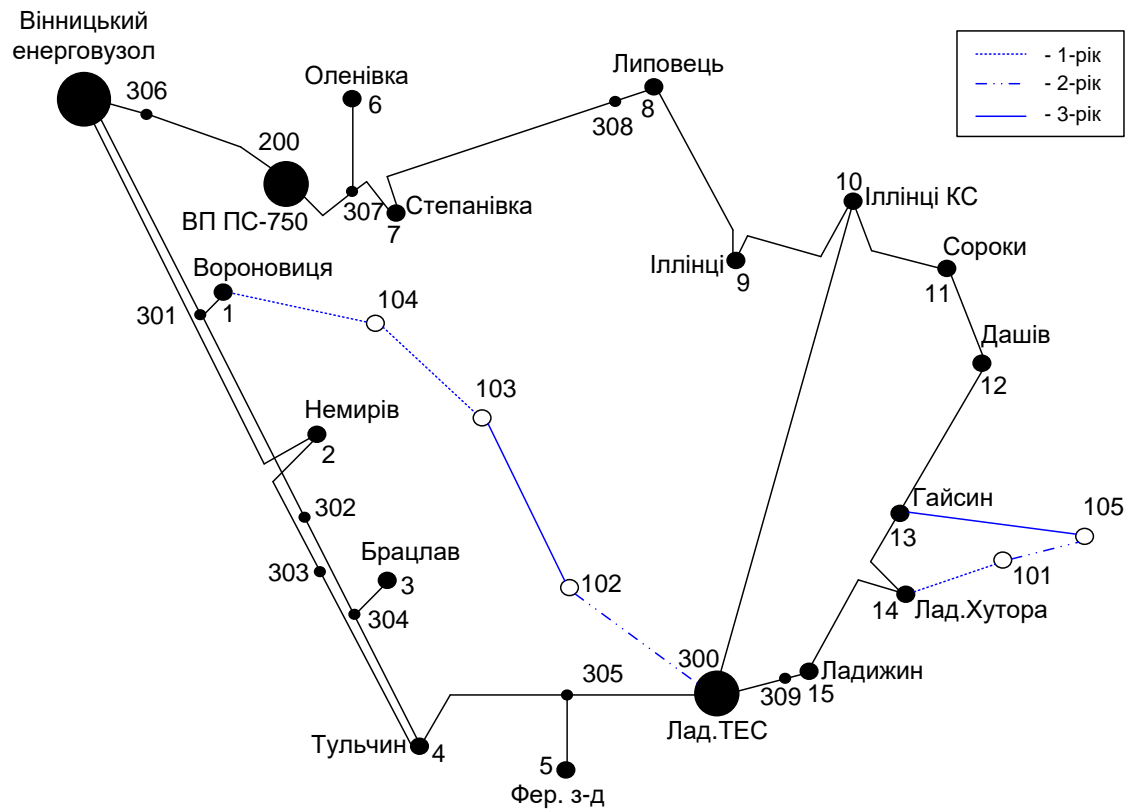 Вінницький
енерговузол
306
Оленівка
6
Липовець
8
308
- 1-рік
- 2-рік
- 3-рік
200
ВП ПС-750
307
Степанівка
7
10
Іллінці КС
Іллінці
9
Сороки
11
Вороновиця
1
301
104
Дашів
12
103
Немирів
2
302
303
Брацлав
3
304
Гайсин
13
105
101
102
14
Лад.Хутора
300
305
309
Ладижин
15
Лад.ТЕС
Тульчин
4
5
Фер. з-д